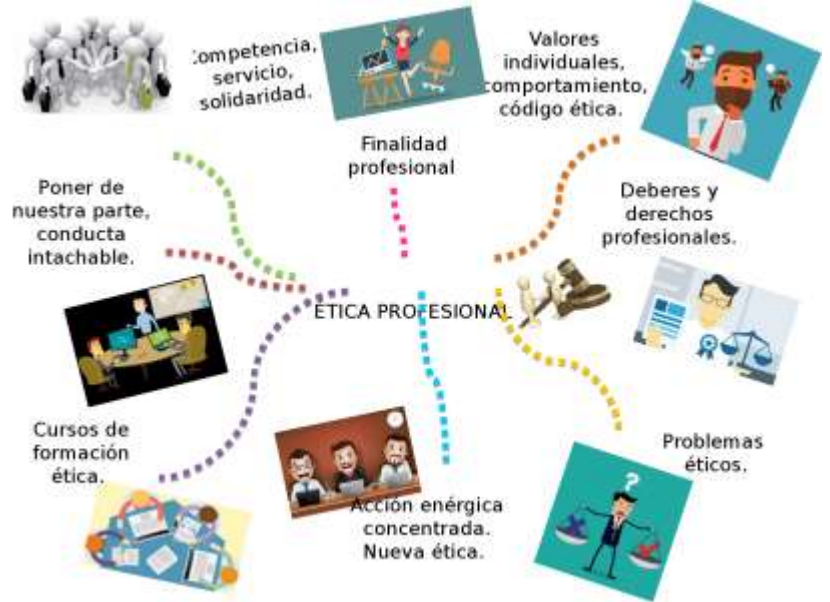 Competencia,
servicio,
solidaridad.
Finalidad
profesional
Valores
individuales,
comportamiento,
código ética.
Poner de
nuestra parte,
conducta
intachable.
Deberes y
derechos
profesionales.
ETICA PROFESIONAL
Cursos de
formación
ética.
Acción enérgica
concentrada.
Nueva ética.
Problemas
éticos.
?